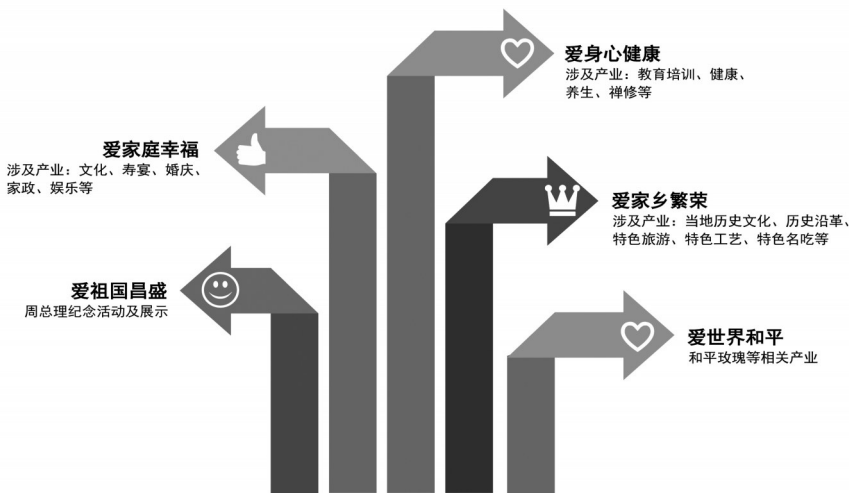 爱身心健康
涉及产业：教育培训、健康、
养生、禅修等
爱家庭幸福
涉及产业：文化、寿宴、婚庆、
家政、娱乐等
爱家乡繁荣
涉及产业：当地历史文化、历史沿革、
特色旅游、特色工艺、特色名吃等
爱祖国昌盛
周总理纪念活动及展示
爱世界和平
和平玫瑰等相关产业